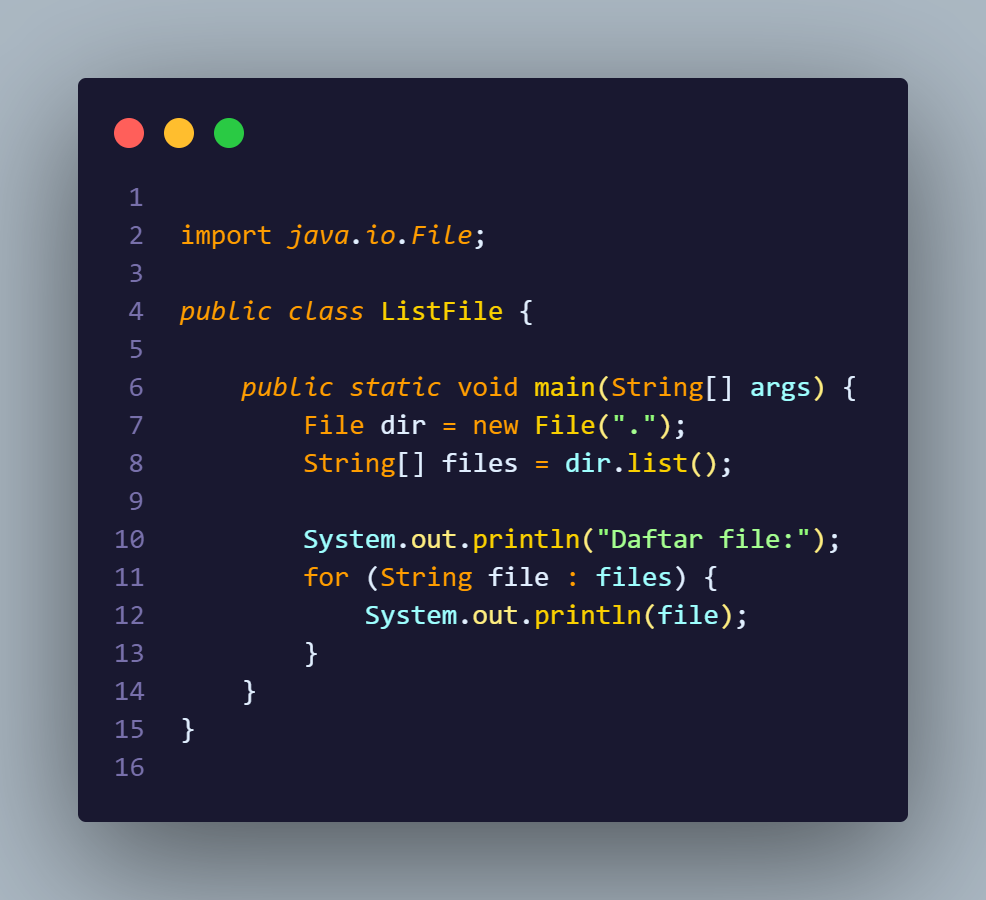 1
2 import java.io.File;
3
4 public class ListFile {
5
6     public static void main(String[] args) {
7         File dir = new File(".");
8         String[] files = dir.list();
9
10         System.out.println("Daftar file:");
11         for (String file : files) {
12             System.out.println(file);
13         }
14     }
15 }
16